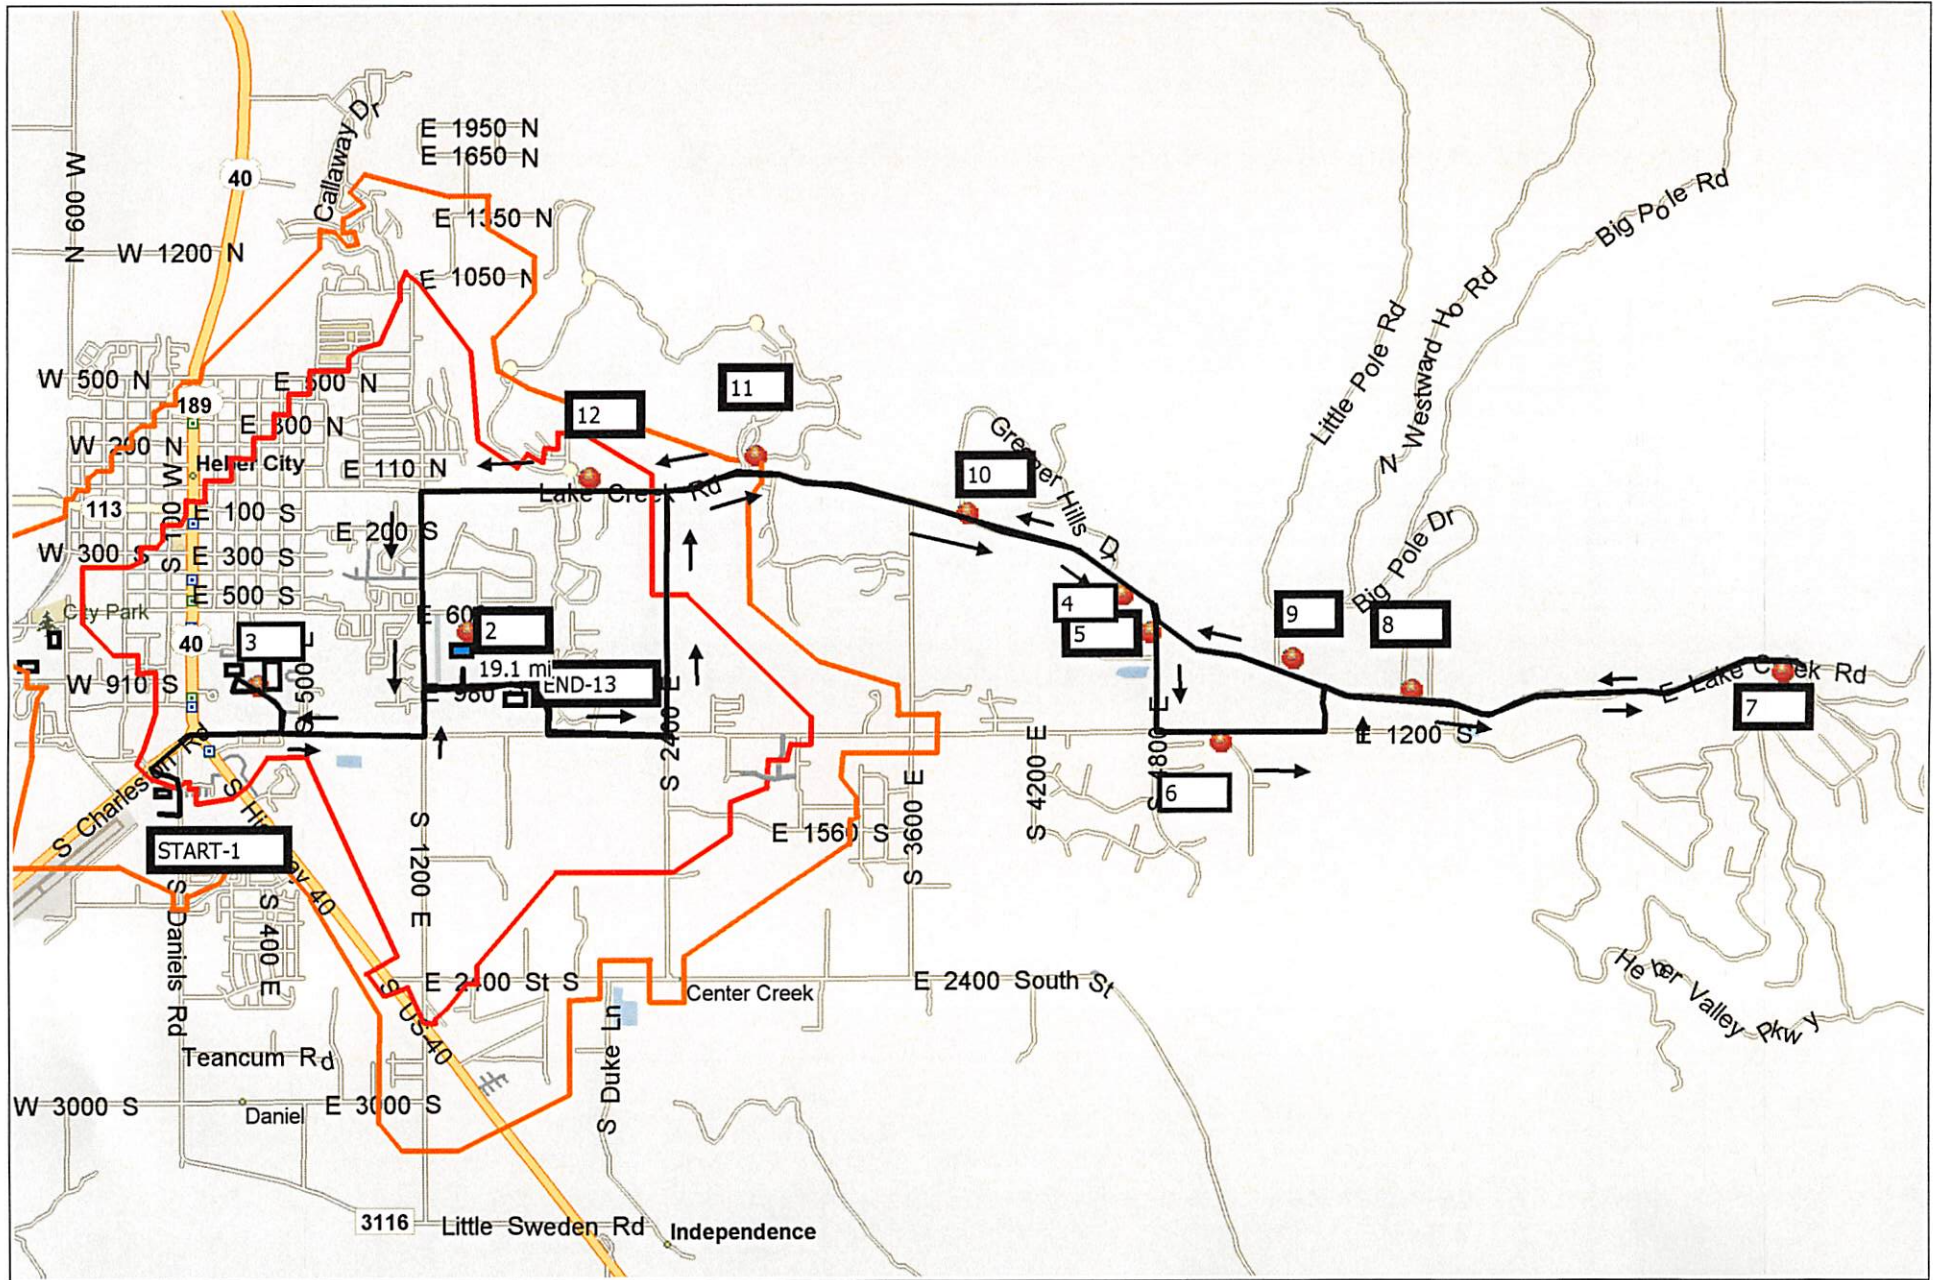 E 1950 N
E 1650 N
Callaway Dr
N 600 W
40
E 1350 N
W 1200 N
E 1050 N
Big Pole Rd
N Westward Ho Rd
Little Pole Rd
W 500 N
E 500 N
11
189
12
E 300 N
W 200 N
Heber City
E 110 N
Greener Hills D
10
Lake Creek Rd
113
S 100 W
E 100 S
E 200 S
W 300 S
E 300 S
Big Pole Dr
E 500 S
City Park
E 600
4
9
8
2
5
40
3
S 500 E
19.1 mi
END-13
W 910 S
E 980
S 2400 E
E Lake Creek Rd
7
S 4800 E
E 1200 S
S Charleston Rd
S 4200 E
S 3600 E
6
S Highway 40
S 1200 E
E 1560 S
START-1
S Daniels Rd
S 400 E
E 2400 St S
E 2400 South St
Center Creek
Heber Valley Pkwy
S US-40
S Duke Ln
Teancum Rd
W 3000 S
Daniel
E 3000 S
3116
Little Sweden Rd
Independence